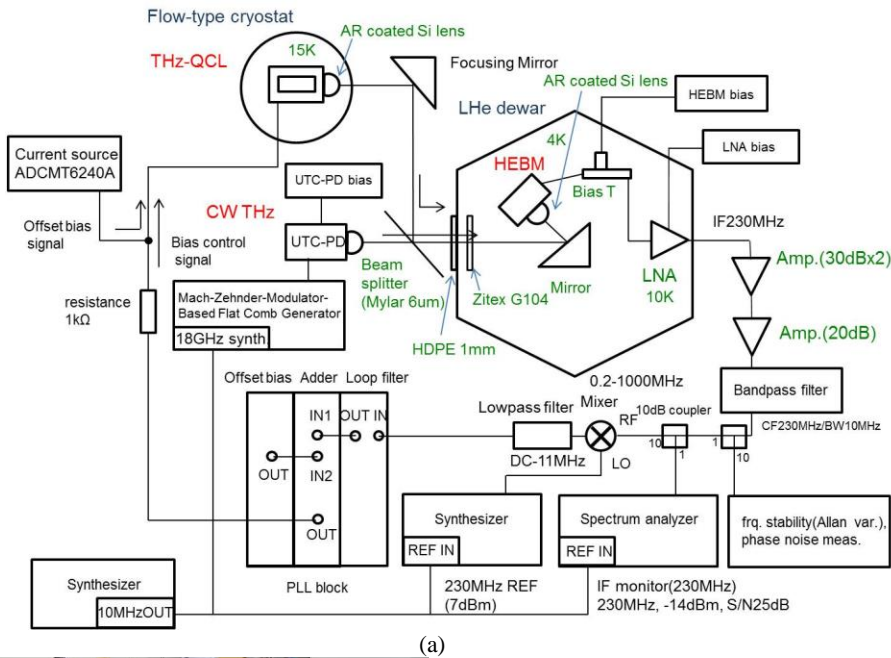 Flow-type cryostat
AR coated Si lens
15K
THz-QCL
Focusing Mirror
AR coated Si lens
LHe dewar
HEBM bias
4K
Current source
ADCMT6240A
HEBM
LNA bias
UTC-PD bias
Bias T
CW THz
Offset bias
signal
Bias control
signal
UTC-PD
IF230MHz
Beam
splitter
(Mylar 6um)
Mirror
LNA
10K
Amp.(30dBx2)
Zitex G104
resistance
1kΩ
Mach-Zehnder-Modulator-
Based Flat Comb Generator
18GHz synth.
HDPE 1mm
Amp.(20dB)
Offset bias
Adder
Loop filter
0.2-1000MHz
Bandpass filter
Lowpass filter
Mixer
RF
10dB coupler
CF230MHz/BW10MHz
IN1
OUT
IN
10
1
1
10
DC-11MHz
LO
OUT
IN2
Synthesizer
Spectrum analyzer
frq. stability(Allan var.),
phase noise meas.
OUT
REF IN
REF IN
Synthesizer
10MHzOUT
PLL block
230MHz REF
(7dBm)
IF monitor(230MHz)
230MHz, -14dBm, S/N25dB
(a)